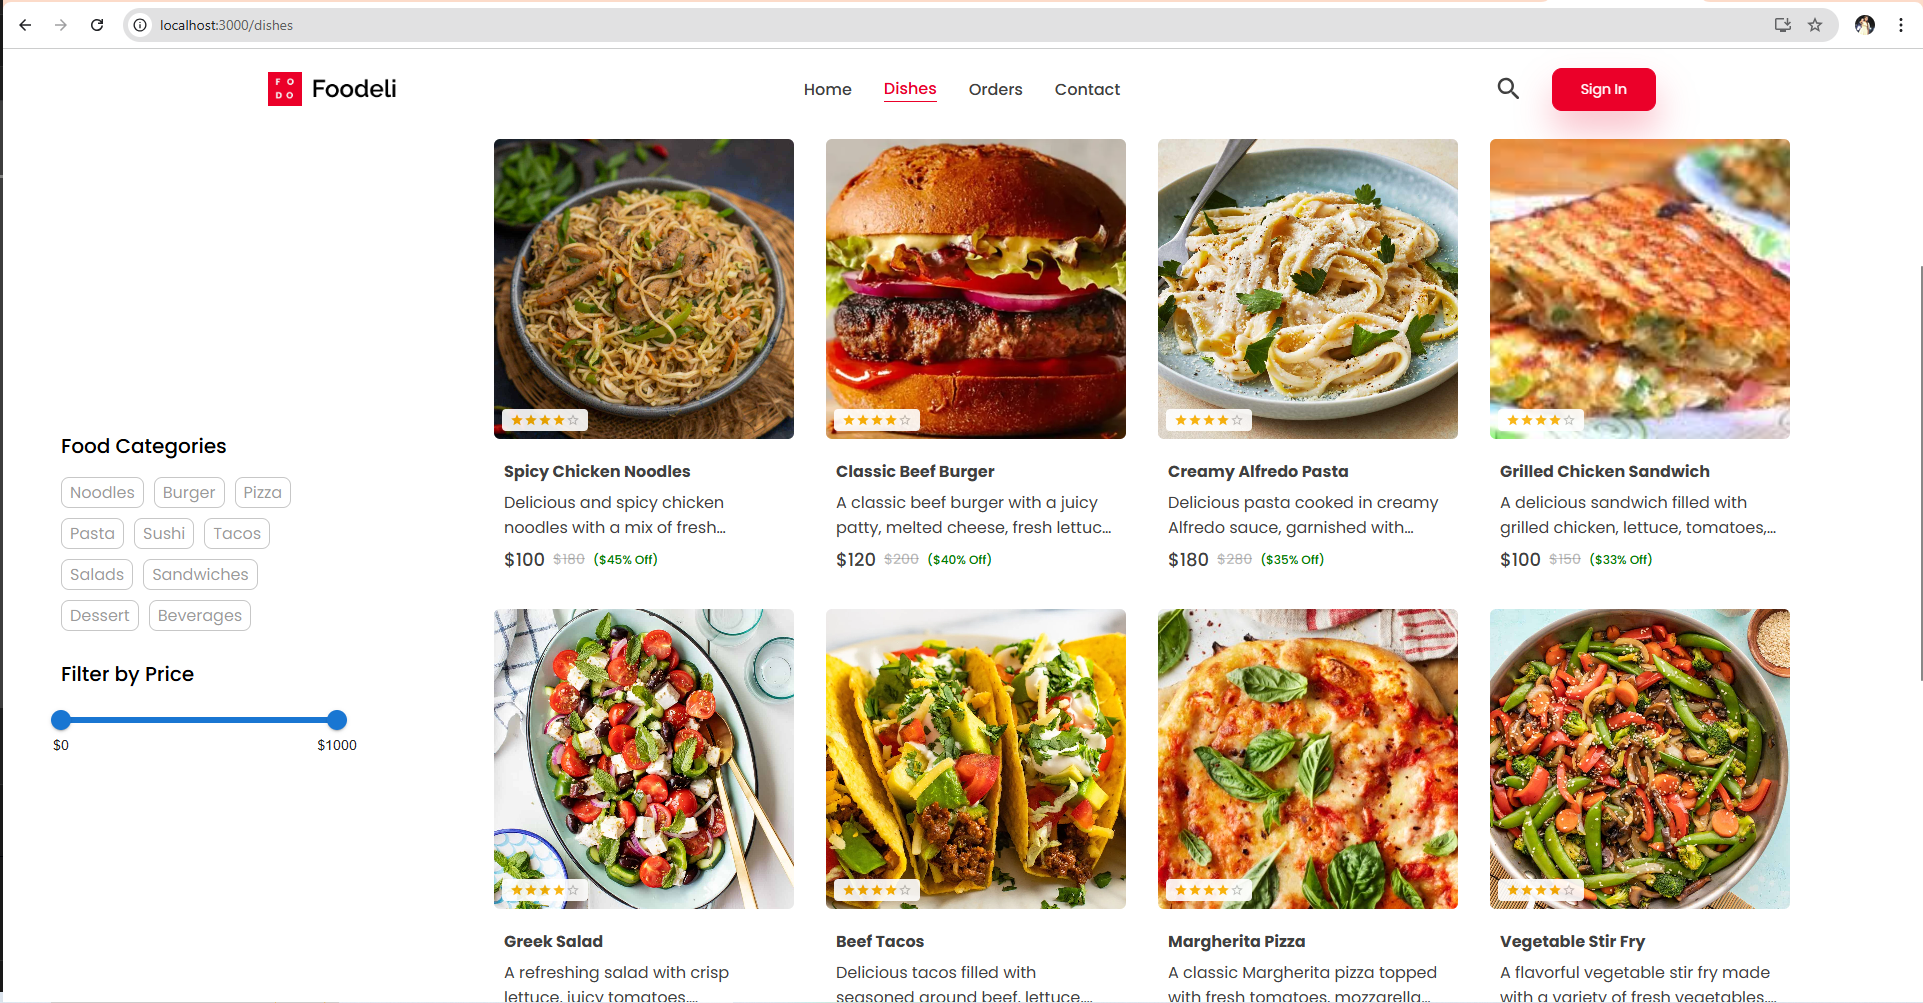 localhost:3000/dishes
FO
DO
Foodeli
Home
Dishes
Orders
Contact
Sign In
Food Categories
Noodles
Burger
Pizza
Pasta
Sushi
Tacos
Salads
Sandwiches
Dessert
Beverages
Filter by Price
$0
$1000
Spicy Chicken Noodles
Delicious and spicy chicken
noodles with a mix of fresh...
$100 $180 ($45% Off)
Classic Beef Burger
A classic beef burger with a juicy
patty, melted cheese, fresh lettuc...
$120 $200 ($40% Off)
Creamy Alfredo Pasta
Delicious pasta cooked in creamy
Alfredo sauce, garnished with...
$180 $280 ($35% Off)
Grilled Chicken Sandwich
A delicious sandwich filled with
grilled chicken, lettuce, tomatoes,...
$100 $150 ($33% Off)
Greek Salad
A refreshing salad with crisp
lettuce, juicy tomatoes,...
Beef Tacos
Delicious tacos filled with
seasoned ground beef, lettuce,...
Margherita Pizza
A classic Margherita pizza topped
with fresh tomatoes, mozzarella...
Vegetable Stir Fry
A flavorful vegetable stir fry made
with a variety of fresh vegetables,...